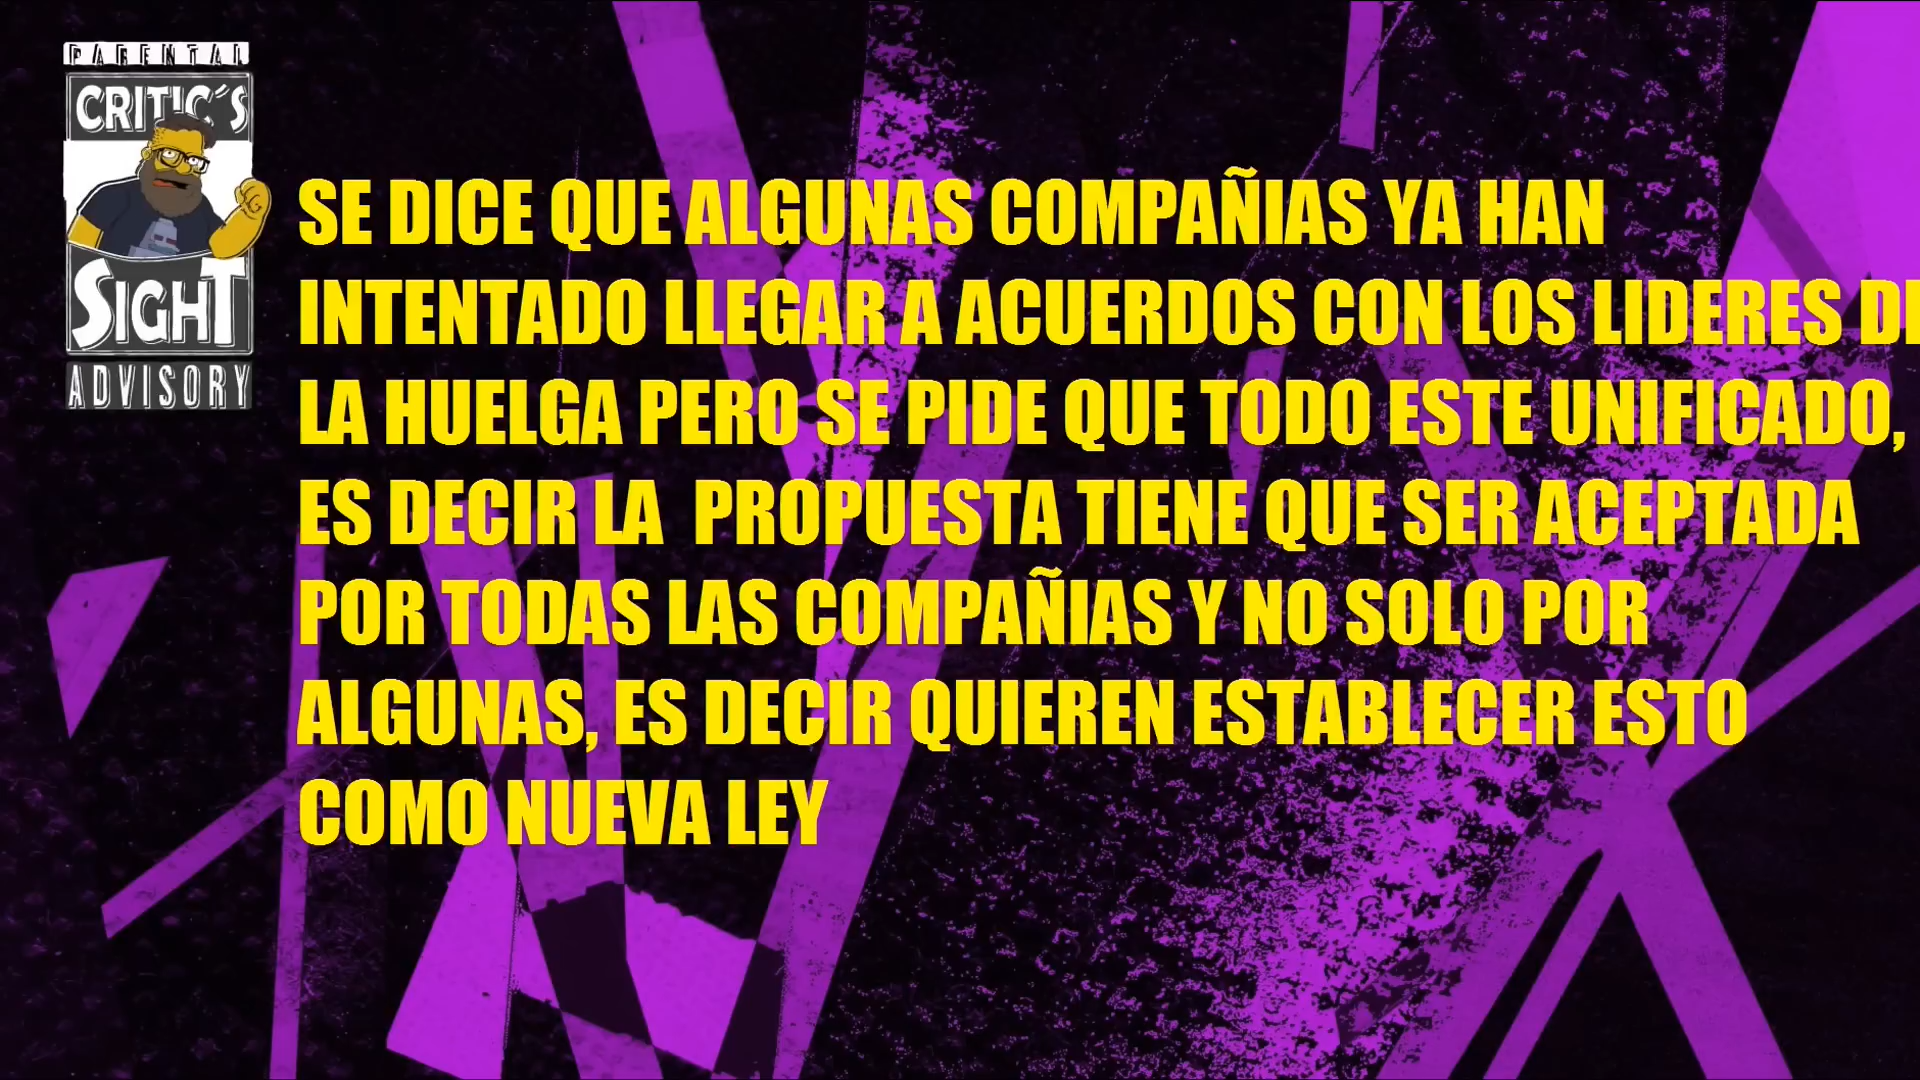 PARENTAL
CRITIC´S
SIGHT
ADVISORY
SE DICE QUE ALGUNAS COMPAÑIAS YA HAN
INTENTADO LLEGAR A ACUERDOS CON LOS LIDERES DE
LA HUELGA PERO SE PIDE QUE TODO ESTE UNIFICADO,
ES DECIR LA PROPUESTA TIENE QUE SER ACEPTADA
POR TODAS LAS COMPAÑIAS Y NO SOLO POR
ALGUNAS, ES DECIR QUIEREN ESTABLECER ESTO
COMO NUEVA LEY